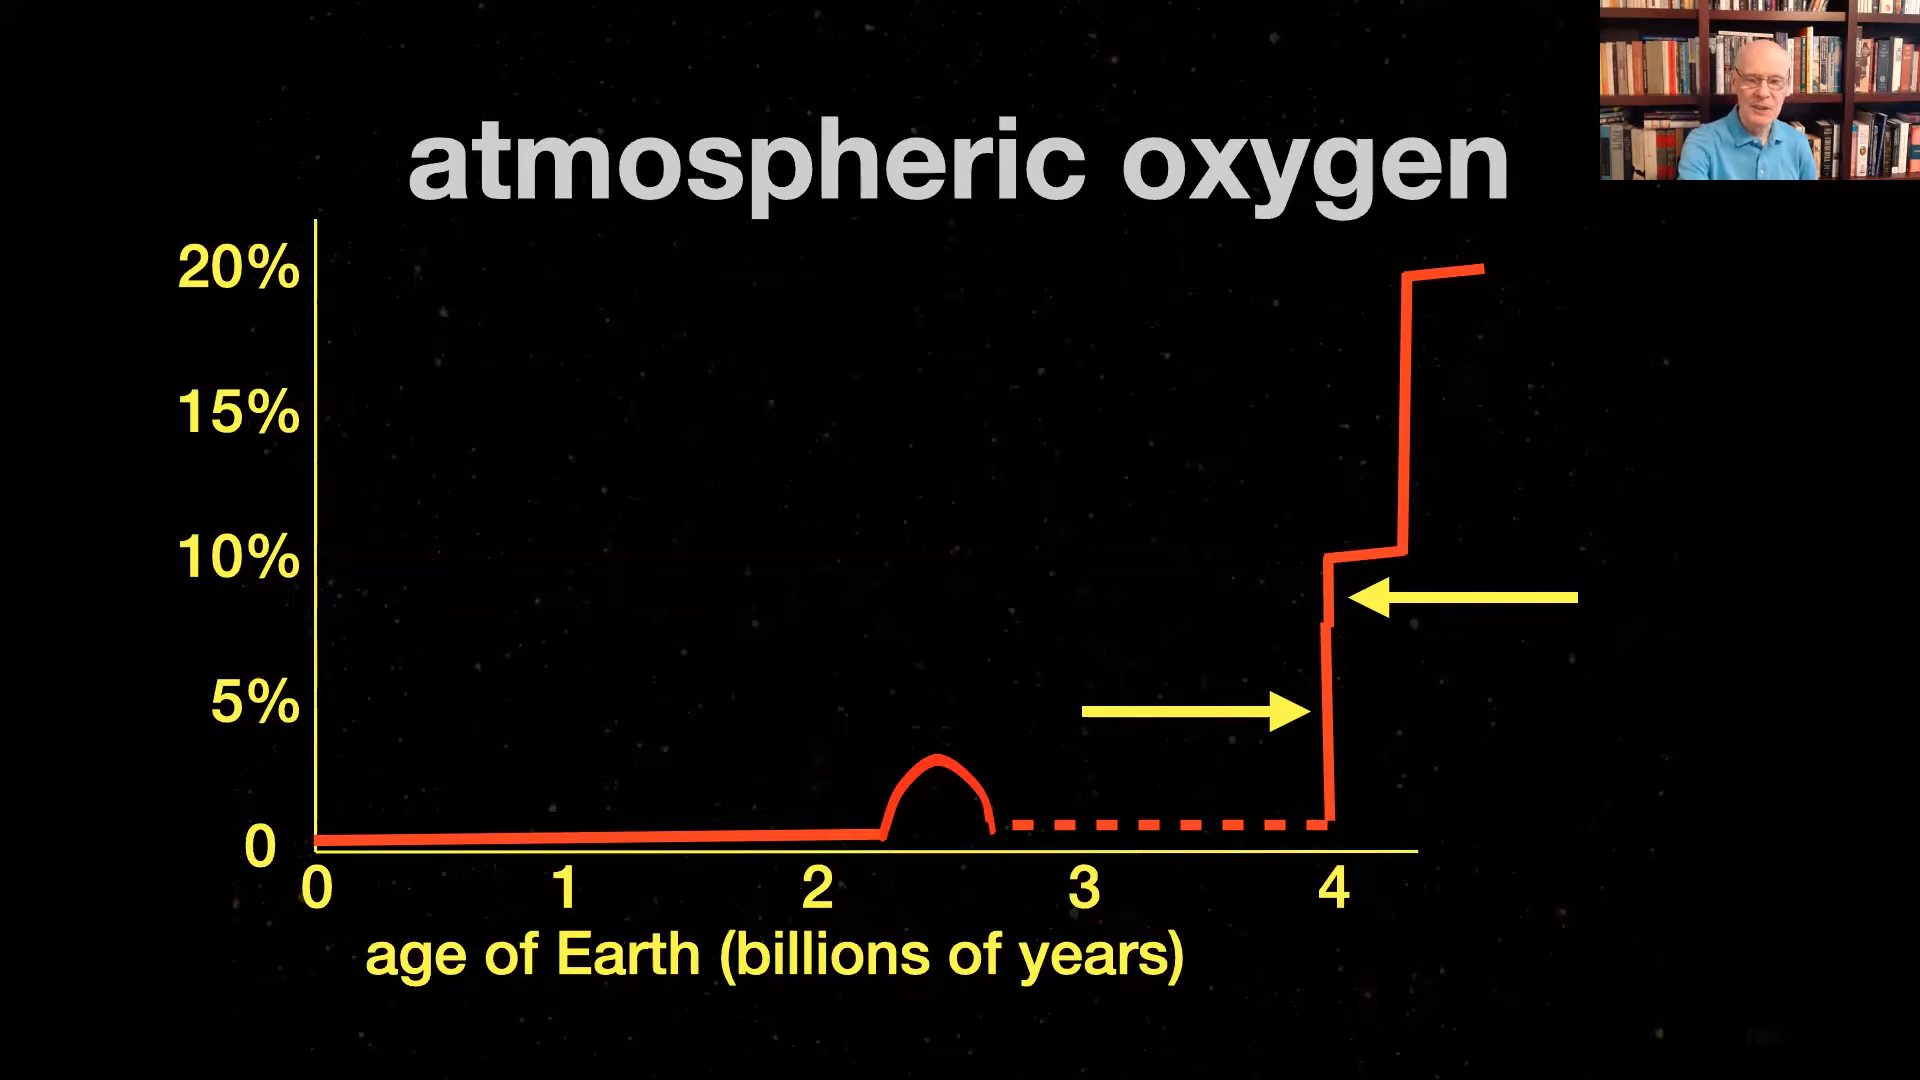 atmospheric oxygen
20%
15%
10%
5%
0
0 1 2 3 4
age of Earth (billions of years)